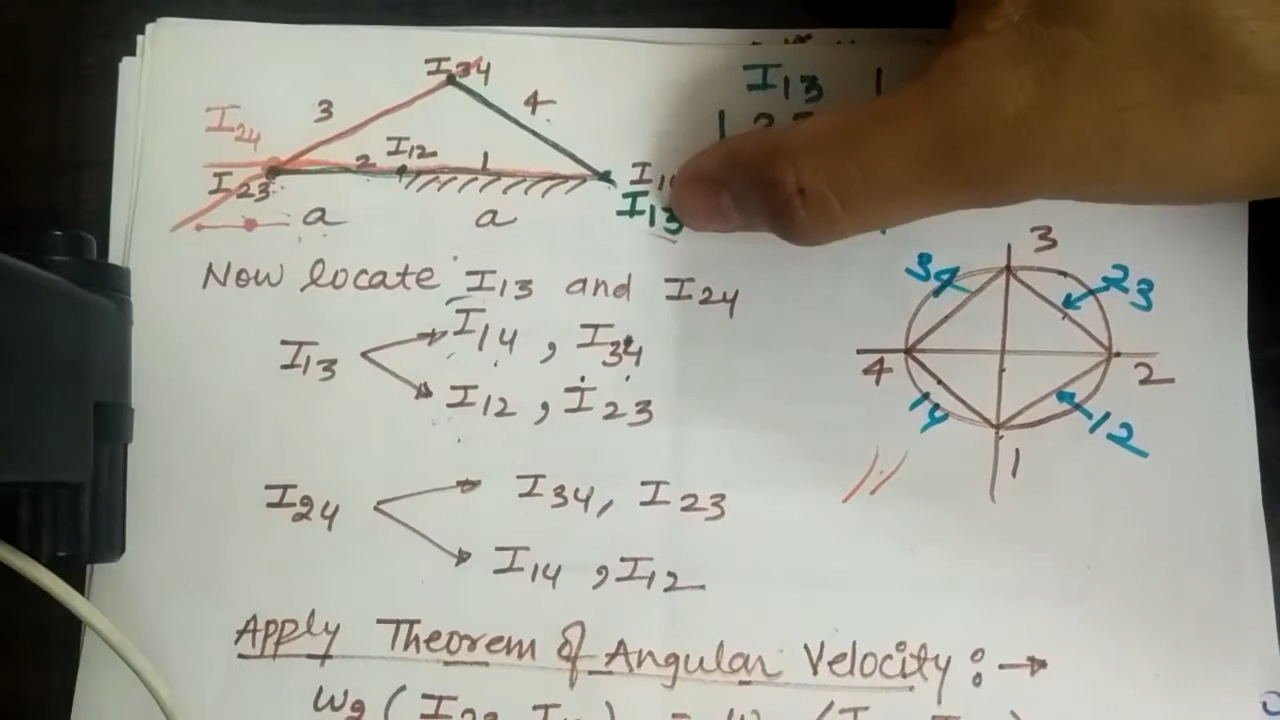 I34
3
4
I13 1
I24
2
I12
1
I23
I13
a
a
3
34
23
Now locate I13 and I24
I13
I14 , I34
I12 , I23
4
2
14
12
1
I24
I34, I23
I14 , I12
Apply Theorem of Angular Velocity :→